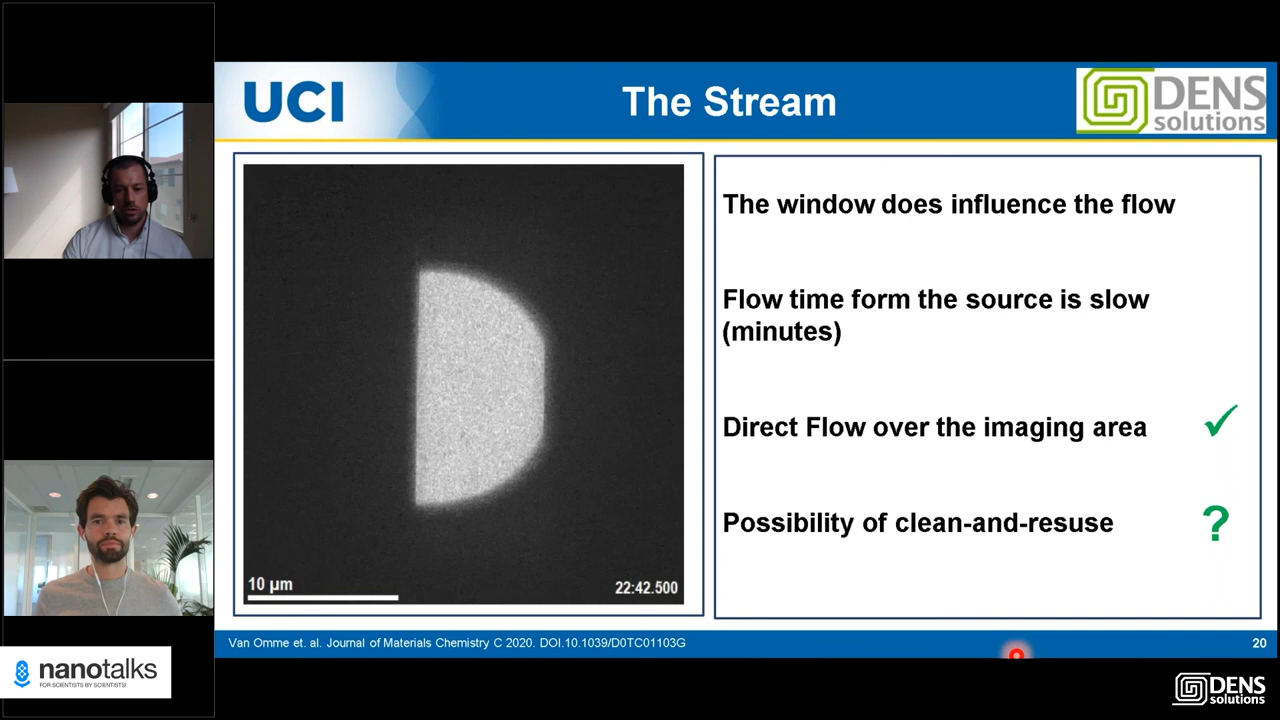 UCI
The Stream
DENS
solutions
The window does influence the flow
Flow time form the source is slow
(minutes)
Direct Flow over the imaging area
✓
Possibility of clean-and-resuse
?
10 µm
22:42.500
Van Omme et. al. Journal of Materials Chemistry C 2020. DOI.10.1039/D0TC01103G
20
nanotalks
FOR SCIENTISTS BY SCIENTISTS!
DENS
solutions